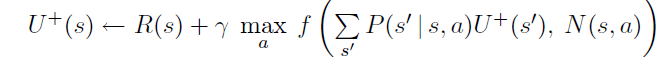 U⁺(s) ← R(s) + γ max_a f ( ∑_{s′} P(s′ | s, a)U⁺(s′), N(s, a) )